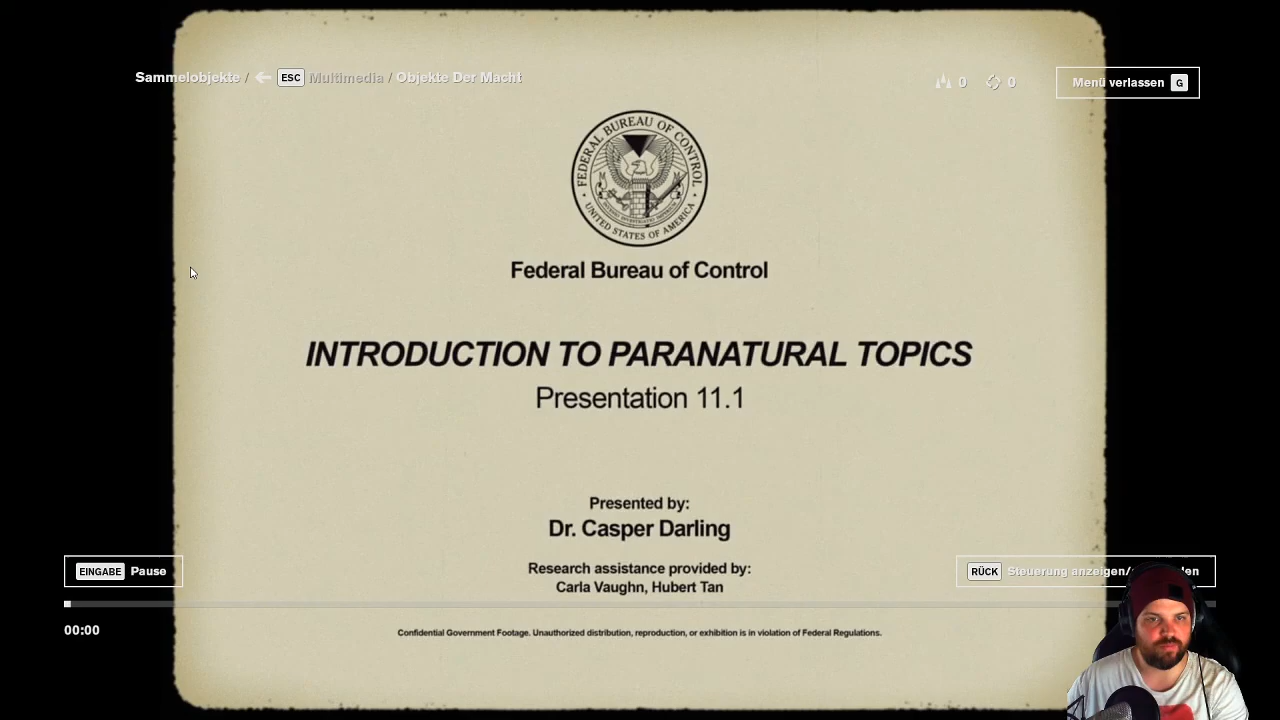 Sammelobjekte / ESC Multimedia / Objekte Der Macht
0 0
Menü verlassen G
FEDERAL BUREAU OF CONTROL
UNITED STATES OF AMERICA
Federal Bureau of Control
INTRODUCTION TO PARANATURAL TOPICS
Presentation 11.1
Presented by:
Dr. Casper Darling
Research assistance provided by:
Carla Vaughn, Hubert Tan
EINGABE Pause
RÜCK Steuerung anzeigen/
00:00
Confidential Government Footage. Unauthorized distribution, reproduction, or exhibition is in violation of Federal Regulations.